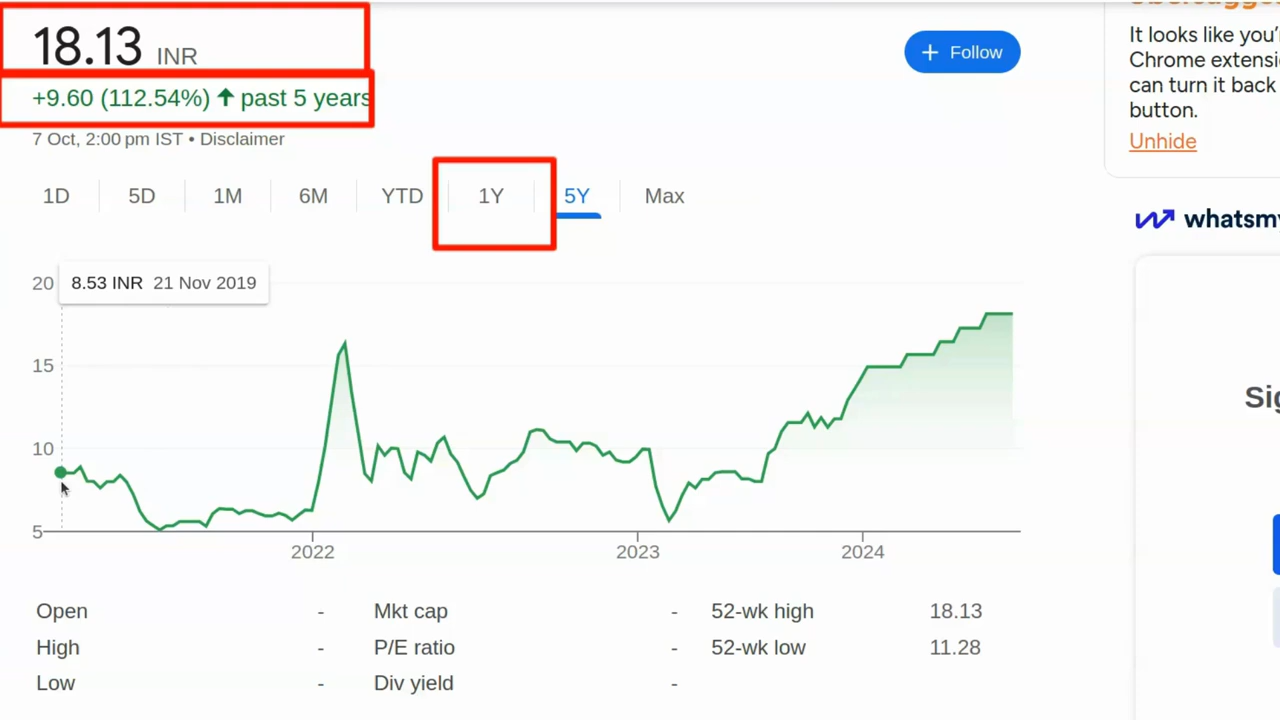 18.13 INR
+ Follow
+9.60 (112.54%) ↑ past 5 years
7 Oct, 2:00 pm IST • Disclaimer
1D 5D 1M 6M YTD 1Y 5Y Max
20
8.53 INR 21 Nov 2019
15
10
5
2022 2023 2024
Open - Mkt cap - 52-wk high 18.13
High - P/E ratio - 52-wk low 11.28
Low - Div yield -
It looks like you'
Chrome extensi
can turn it back
button.
Unhide
whatsmy
Sig